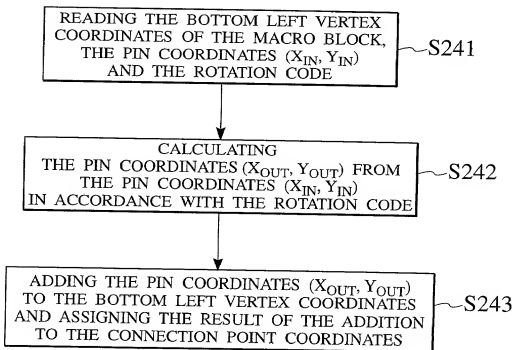 READING THE BOTTOM LEFT VERTEX
COORDINATES OF THE MACRO BLOCK,
THE PIN COORDINATES (XIN, YIN)
AND THE ROTATION CODE
S241
CALCULATING
THE PIN COORDINATES (XOUT, YOUT) FROM
THE PIN COORDINATES (XIN, YIN)
IN ACCORDANCE WITH THE ROTATION CODE
S242
ADDING THE PIN COORDINATES (XOUT, YOUT)
TO THE BOTTOM LEFT VERTEX COORDINATES
AND ASSIGNING THE RESULT OF THE ADDITION
TO THE CONNECTION POINT COORDINATES
S243